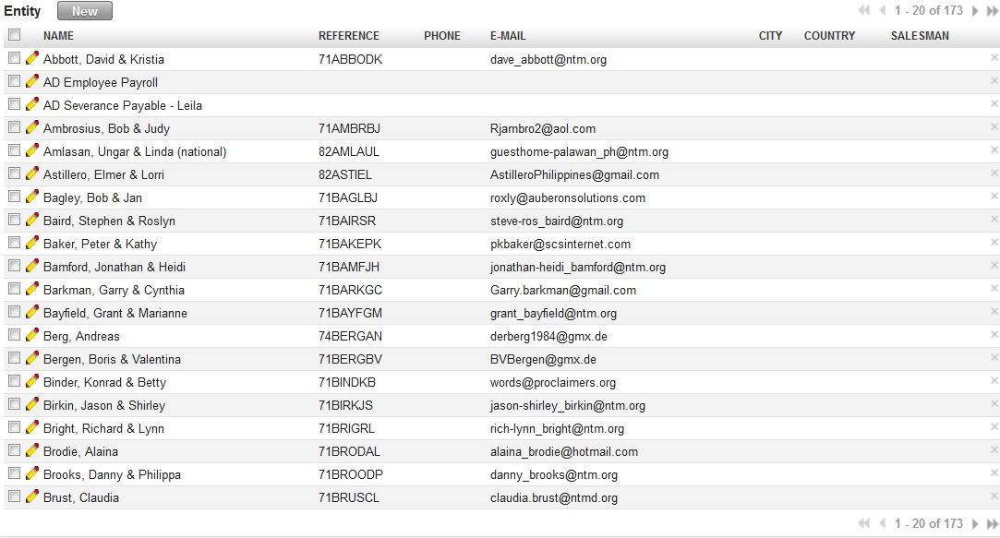 Entity New 1 - 20 of 173
NAME REFERENCE PHONE E-MAIL CITY COUNTRY SALESMAN
Abbott, David & Kristia 71ABBODK dave_abbott@ntm.org
AD Employee Payroll
AD Severance Payable - Leila
Ambrosius, Bob & Judy 71AMBRBJ Rjambro2@aol.com
Amlasan, Ungar & Linda (national) 82AMLAUL guesthome-palawan_ph@ntm.org
Astillero, Elmer & Lorri 82ASTIEL AstilleroPhilippines@gmail.com
Bagley, Bob & Jan 71BAGLBJ roxly@auberonsolutions.com
Baird, Stephen & Roslyn 71BAIRSR steve-ros_baird@ntm.org
Baker, Peter & Kathy 71BAKEPK pkbaker@scsinternet.com
Bamford, Jonathan & Heidi 71BAMFJH jonathan-heidi_bamford@ntm.org
Barkman, Garry & Cynthia 71BARKGC Garry.barkman@gmail.com
Bayfield, Grant & Marianne 71BAYFGM grant_bayfield@ntm.org
Berg, Andreas 74BERGAN derberg1984@gmx.de
Bergen, Boris & Valentina 71BERGBV BVBergen@gmx.de
Binder, Konrad & Betty 71BINDKB words@proclaimers.org
Birkin, Jason & Shirley 71BIRKJS jason-shirley_birkin@ntm.org
Bright, Richard & Lynn 71BRIGRL rich-lynn_bright@ntm.org
Brodie, Alaina 71BRODAL alaina_brodie@hotmail.com
Brooks, Danny & Philippa 71BROODP danny_brooks@ntm.org
Brust, Claudia 71BRUSCL claudia.brust@ntmd.org
1 - 20 of 173